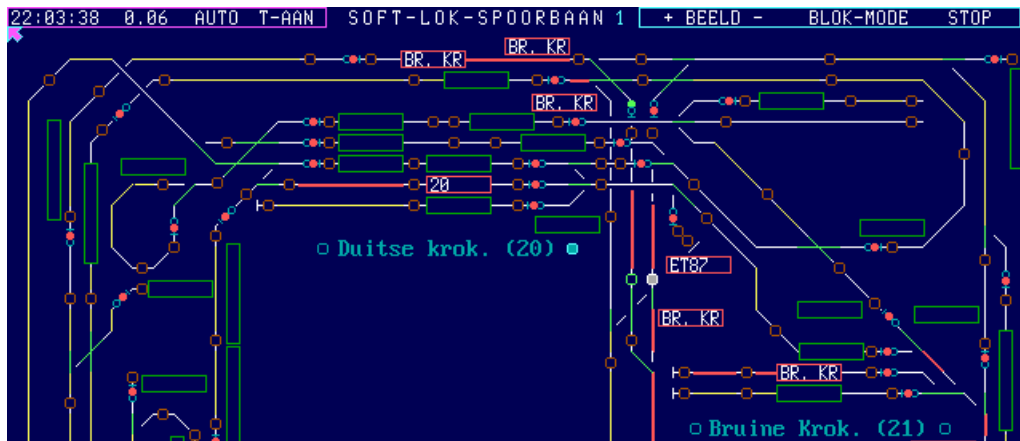 22:03:38 0.06 AUTO T-AAN SOFT-LOK-SPOORBAAN 1 + BEELD - BLOK-MODE STOP
BR. KR
BR. KR
BR. KR
20
Duitse krok. (20)
ET87
BR. KR
BR. KR
Bruine Krok. (21)